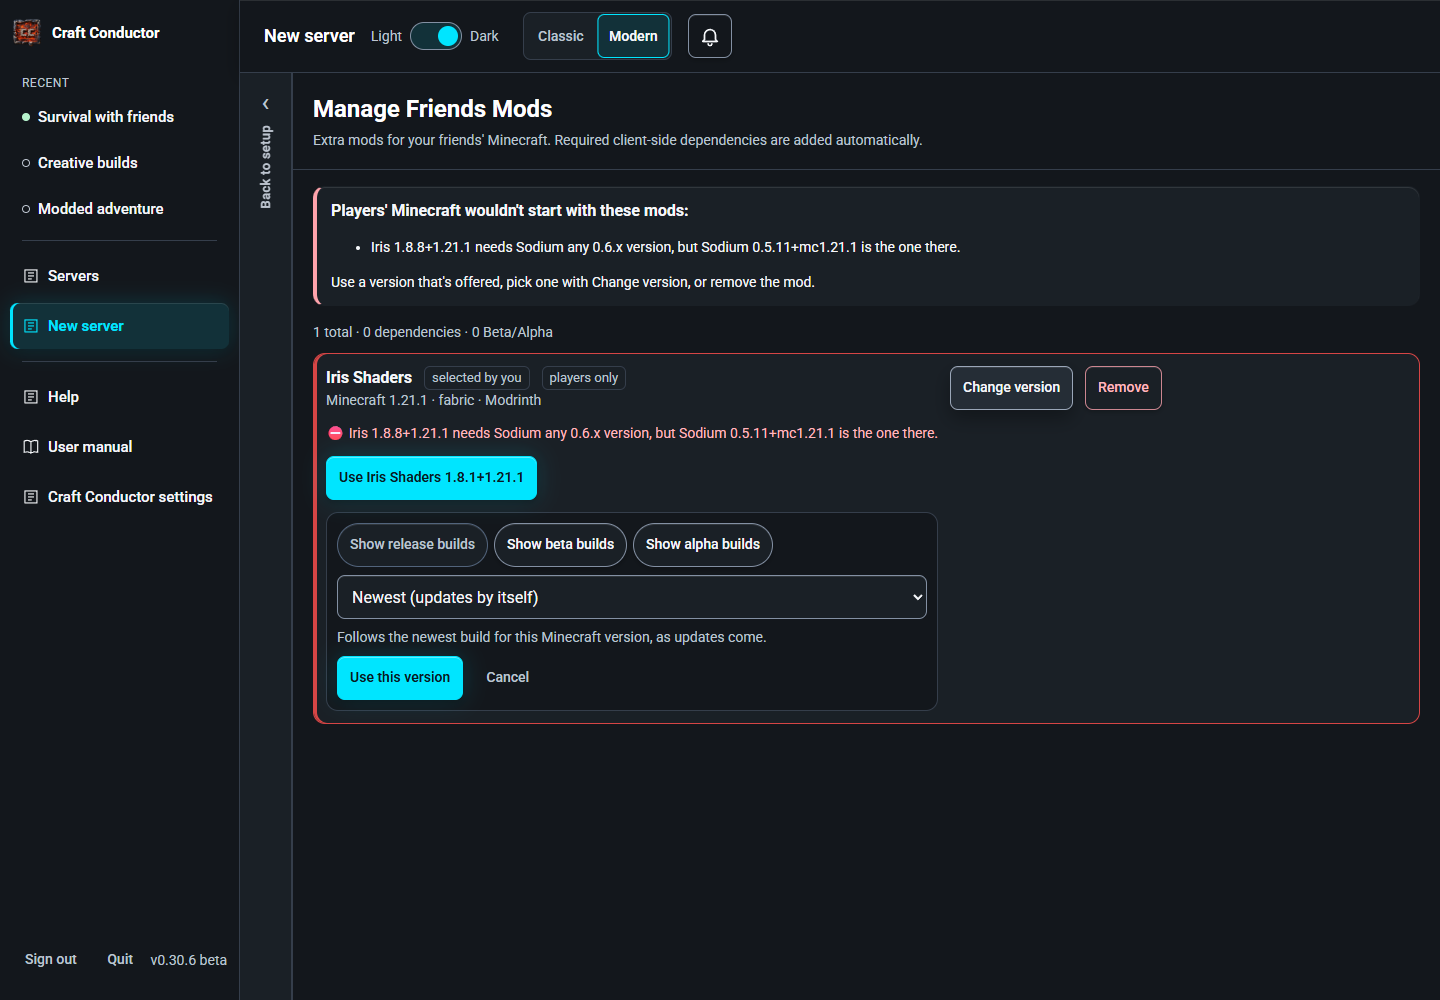 Craft Conductor
RECENT
Survival with friends
Creative builds
Modded adventure
Servers
New server
Help
User manual
Craft Conductor settings
Sign out
Quit
v0.30.6 beta
New server
Light
Dark
Classic
Modern
Back to setup
Manage Friends Mods
Extra mods for your friends' Minecraft. Required client-side dependencies are added automatically.
Players' Minecraft wouldn't start with these mods:
• Iris 1.8.8+1.21.1 needs Sodium any 0.6.x version, but Sodium 0.5.11+mc1.21.1 is the one there.
Use a version that's offered, pick one with Change version, or remove the mod.
1 total · 0 dependencies · 0 Beta/Alpha
Iris Shaders
selected by you
players only
Change version
Remove
Minecraft 1.21.1 · fabric · Modrinth
Iris 1.8.8+1.21.1 needs Sodium any 0.6.x version, but Sodium 0.5.11+mc1.21.1 is the one there.
Use Iris Shaders 1.8.1+1.21.1
Show release builds
Show beta builds
Show alpha builds
Newest (updates by itself)
Follows the newest build for this Minecraft version, as updates come.
Use this version
Cancel